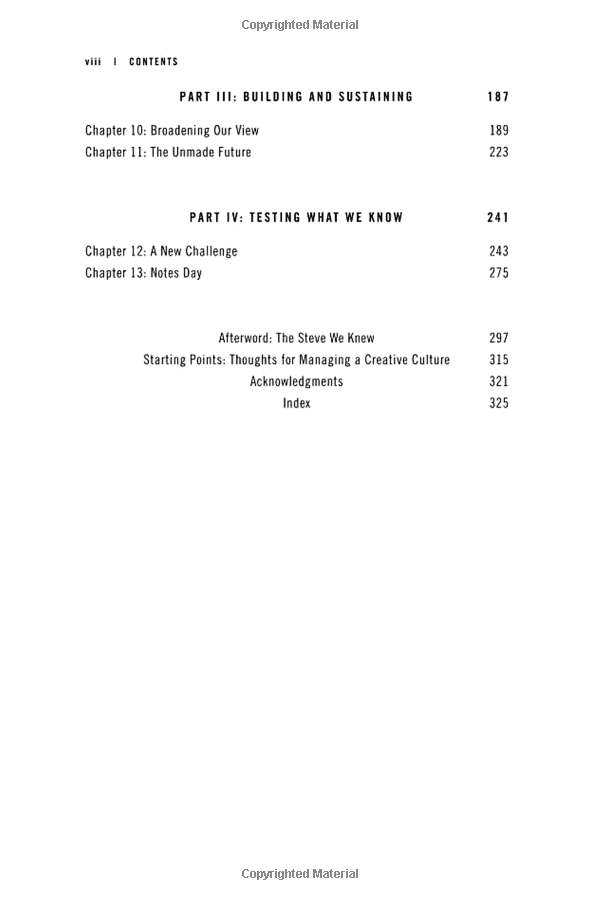 Copyrighted Material
viii | CONTENTS
PART III: BUILDING AND SUSTAINING 187
Chapter 10: Broadening Our View 189
Chapter 11: The Unmade Future 223
PART IV: TESTING WHAT WE KNOW 241
Chapter 12: A New Challenge 243
Chapter 13: Notes Day 275
Afterword: The Steve We Knew 297
Starting Points: Thoughts for Managing a Creative Culture 315
Acknowledgments 321
Index 325
Copyrighted Material